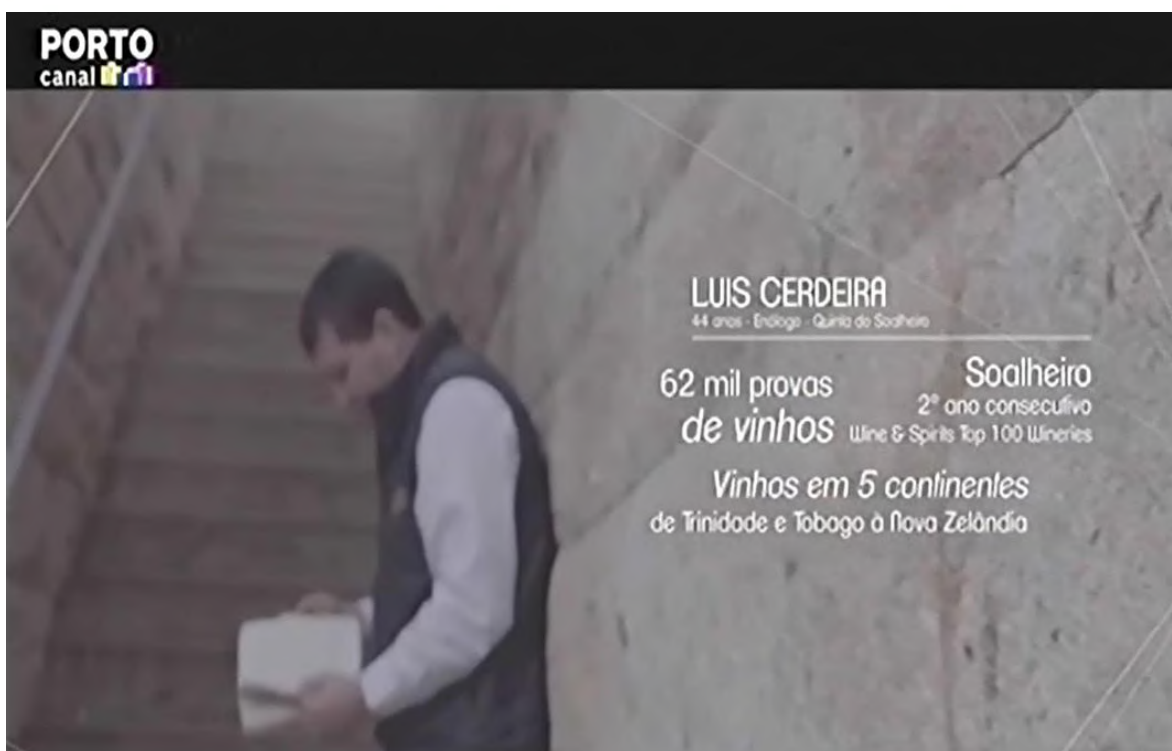 PORTO
canal
LUIS CERDEIRA
44 anos - Enólogo - Quinta do Soalheiro
62 mil provas
de vinhos
Soalheiro
2º ano consecutivo
Wine & Spirits Top 100 Wineries
Vinhos em 5 continentes
de Trinidade e Tobago à Nova Zelândia